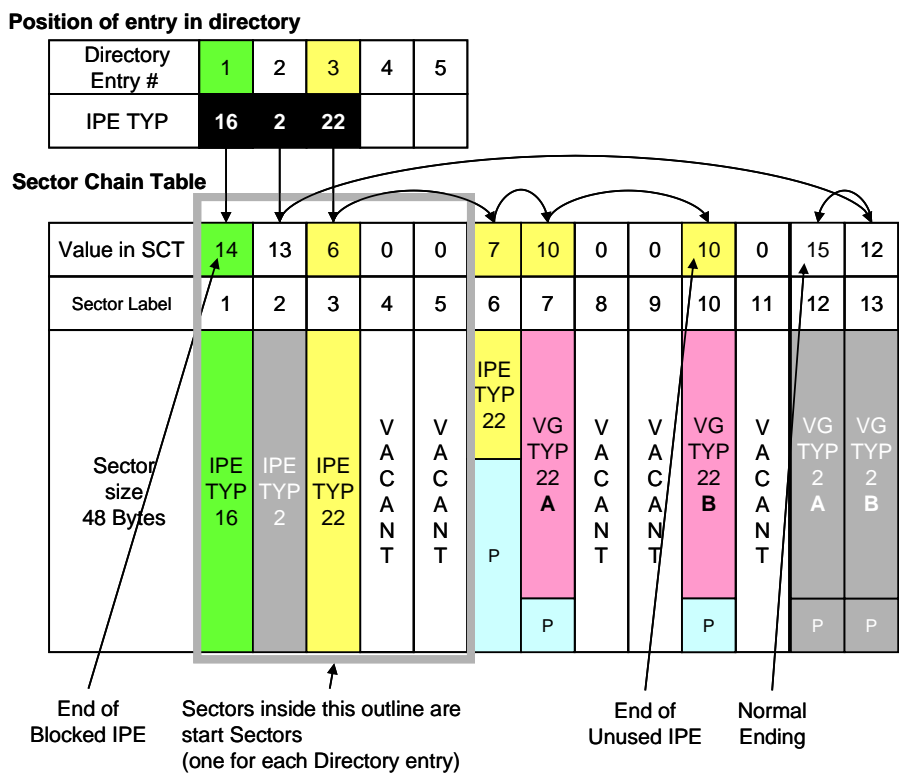 Position of entry in directory
Directory Entry # 1 2 3 4 5
IPE TYP 16 2 22
Sector Chain Table
Value in SCT 14 13 6 0 0 7 10 0 0 10 0 15 12
Sector Label 1 2 3 4 5 6 7 8 9 10 11 12 13
Sector
size
48 Bytes
IPE
TYP
16
IPE
TYP
2
IPE
TYP
22
VACANT
VACANT
IPE
TYP
22
P
VG
TYP
22
A
P
VACANT
VACANT
VG
TYP
22
B
P
VACANT
VG
TYP
2
A
P
VG
TYP
2
B
P
End of
Blocked IPE
Sectors inside this outline are
start Sectors
(one for each Directory entry)
End of
Unused IPE
Normal
Ending